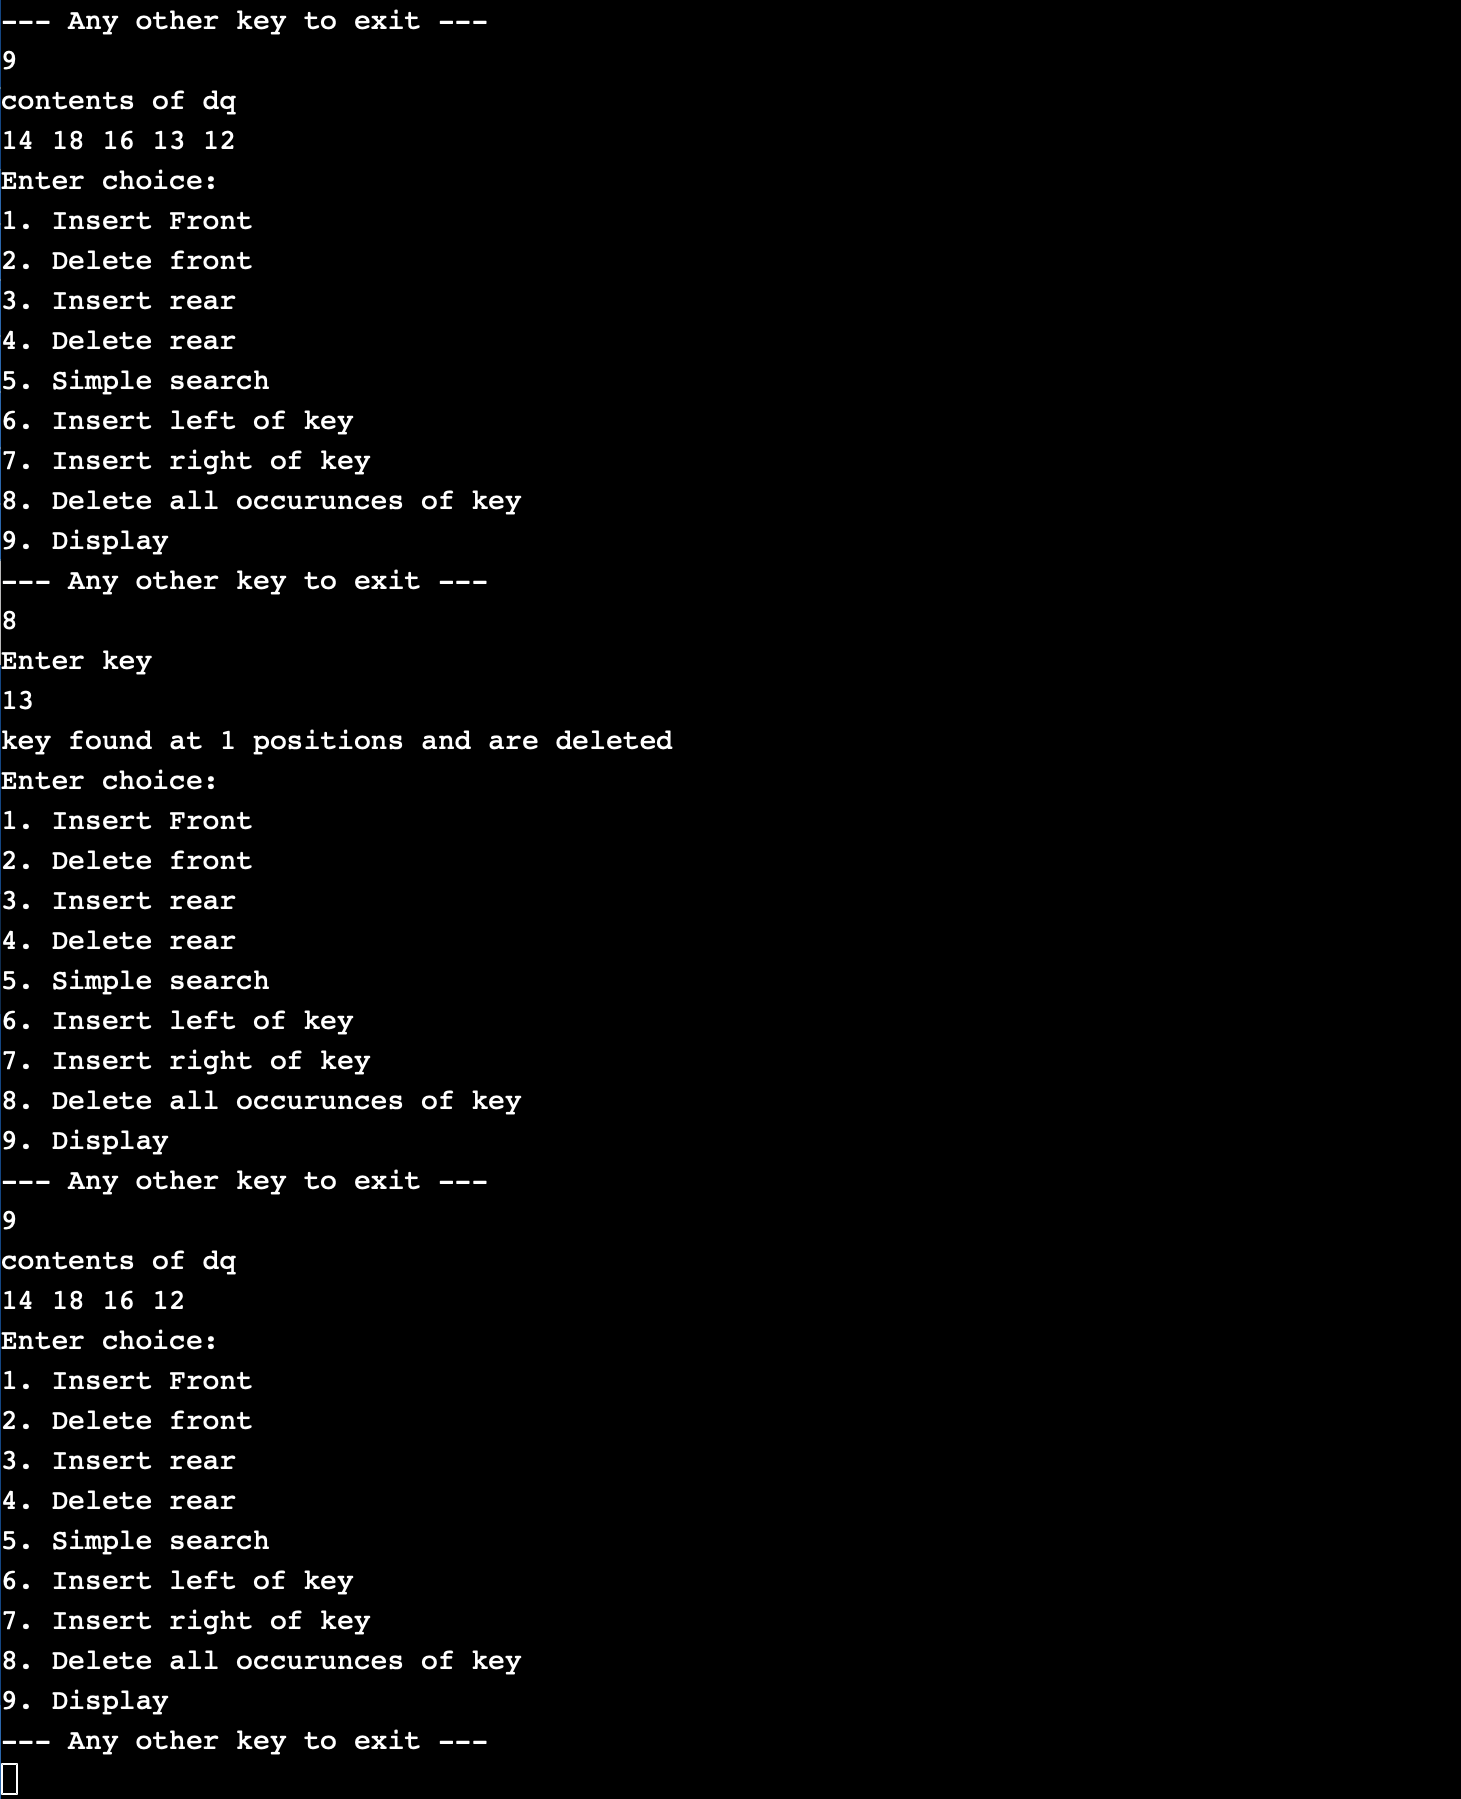 --- Any other key to exit ---
9
contents of dq
14 18 16 13 12
Enter choice:
1. Insert Front
2. Delete front
3. Insert rear
4. Delete rear
5. Simple search
6. Insert left of key
7. Insert right of key
8. Delete all occurunces of key
9. Display
--- Any other key to exit ---
8
Enter key
13
key found at 1 positions and are deleted
Enter choice:
1. Insert Front
2. Delete front
3. Insert rear
4. Delete rear
5. Simple search
6. Insert left of key
7. Insert right of key
8. Delete all occurunces of key
9. Display
--- Any other key to exit ---
9
contents of dq
14 18 16 12
Enter choice:
1. Insert Front
2. Delete front
3. Insert rear
4. Delete rear
5. Simple search
6. Insert left of key
7. Insert right of key
8. Delete all occurunces of key
9. Display
--- Any other key to exit ---